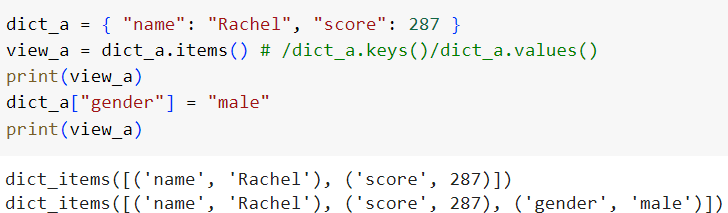 dict_a = { "name": "Rachel", "score": 287 }
view_a = dict_a.items() # /dict_a.keys()/dict_a.values()
print(view_a)
dict_a["gender"] = "male"
print(view_a)
dict_items([('name', 'Rachel'), ('score', 287)])
dict_items([('name', 'Rachel'), ('score', 287), ('gender', 'male')])